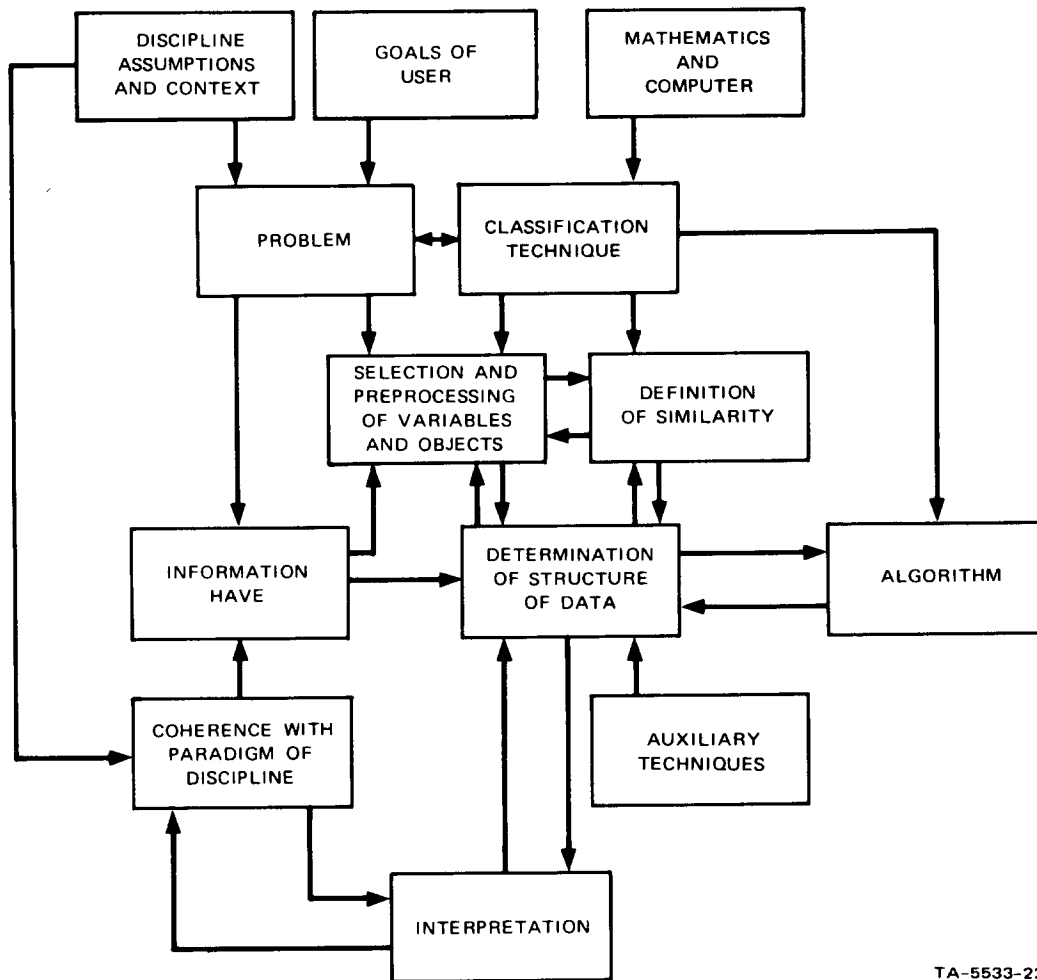 DISCIPLINE
ASSUMPTIONS
AND CONTEXT
GOALS OF
USER
MATHEMATICS
AND
COMPUTER
PROBLEM
CLASSIFICATION
TECHNIQUE
SELECTION AND
PREPROCESSING
OF VARIABLES
AND OBJECTS
DEFINITION
OF SIMILARITY
INFORMATION
HAVE
DETERMINATION
OF STRUCTURE
OF DATA
ALGORITHM
COHERENCE WITH
PARADIGM OF
DISCIPLINE
AUXILIARY
TECHNIQUES
INTERPRETATION